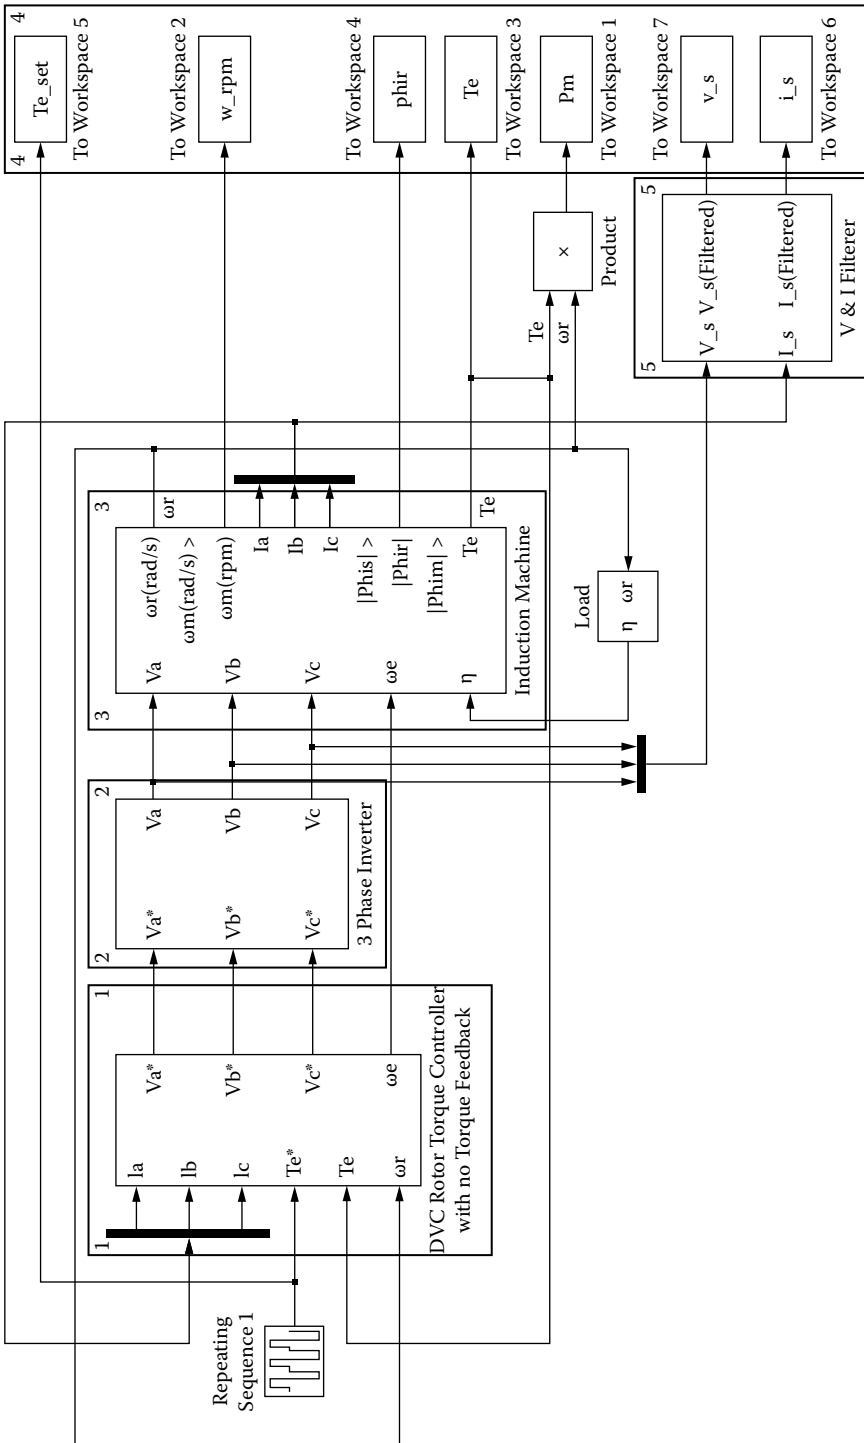 Repeating
Sequence 1
1
1
Ia
Ib
Ic
Te*
Te
ωr
Va*
Vb*
Vc*
ωe
DVC Rotor Torque Controller
with no Torque Feedback
2
2
Va*
Vb*
Vc*
Va
Vb
Vc
3 Phase Inverter
3
3
Va
Vb
Vc
ωe
η
ωr(rad/s)
ωm(rad/s) >
ωm(rpm)
Ia
Ib
Ic
|Phis| >
|Phir|
|Phim| >
Te
Induction Machine
ωr
Te
Load
η ωr
Te
ωr
×
Product
5
5
V_s V_s(Filtered)
I_s I_s(Filtered)
V & I Filterer
4
4
Te_set
To Workspace 5
w_rpm
To Workspace 2
phir
To Workspace 4
Te
To Workspace 3
Pm
To Workspace 1
v_s
To Workspace 7
i_s
To Workspace 6